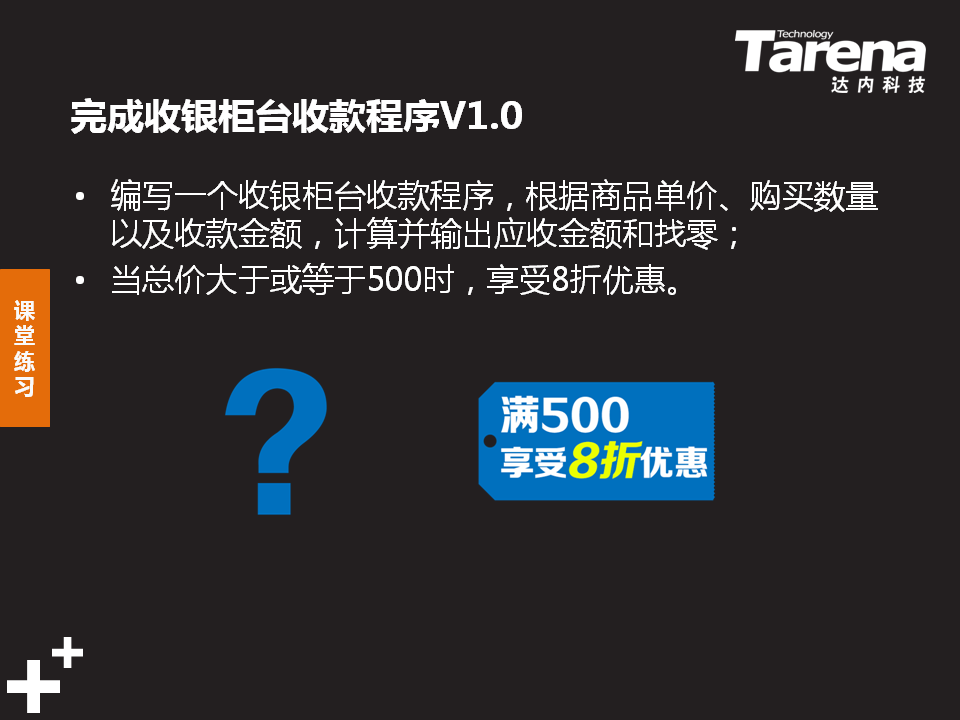 Technology
Tarena
达内科技
完成收银柜台收款程序V1.0
• 编写一个收银柜台收款程序，根据商品单价、购买数量
以及收款金额，计算并输出应收金额和找零；
• 当总价大于或等于500时，享受8折优惠。
课
堂
练
习
?
满500
享受8折优惠